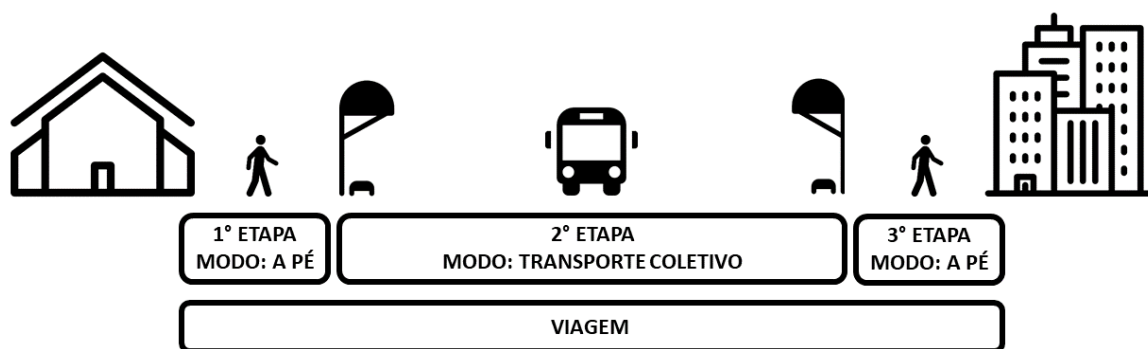 1° ETAPA
MODO: A PÉ
2° ETAPA
MODO: TRANSPORTE COLETIVO
3° ETAPA
MODO: A PÉ
VIAGEM